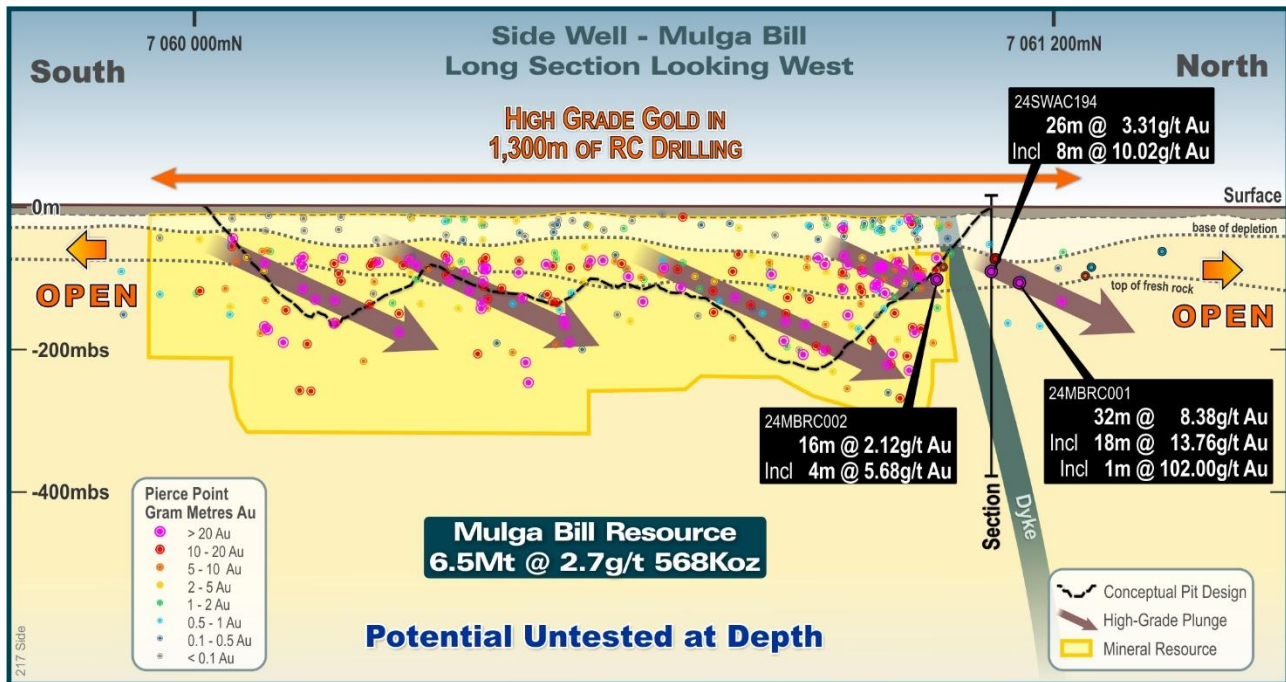 7 060 000mN
7 061 200mN
Side Well - Mulga Bill
Long Section Looking West
South
North
HIGH GRADE GOLD IN
1,300m OF RC DRILLING
24SWAC194
26m @ 3.31g/t Au
Incl 8m @ 10.02g/t Au
Surface
0m
base of depletion
top of fresh rock
OPEN
OPEN
-200mbs
24MBRC002
16m @ 2.12g/t Au
Incl 4m @ 5.68g/t Au
24MBRC001
32m @ 8.38g/t Au
Incl 18m @ 13.76g/t Au
Incl 1m @ 102.00g/t Au
-400mbs
Section
Dyke
Pierce Point
Gram Metres Au
> 20 Au
10 - 20 Au
5 - 10 Au
2 - 5 Au
1 - 2 Au
0.5 - 1 Au
0.1 - 0.5 Au
< 0.1 Au
Mulga Bill Resource
6.5Mt @ 2.7g/t 568Koz
Potential Untested at Depth
Conceptual Pit Design
High-Grade Plunge
Mineral Resource
217 Side